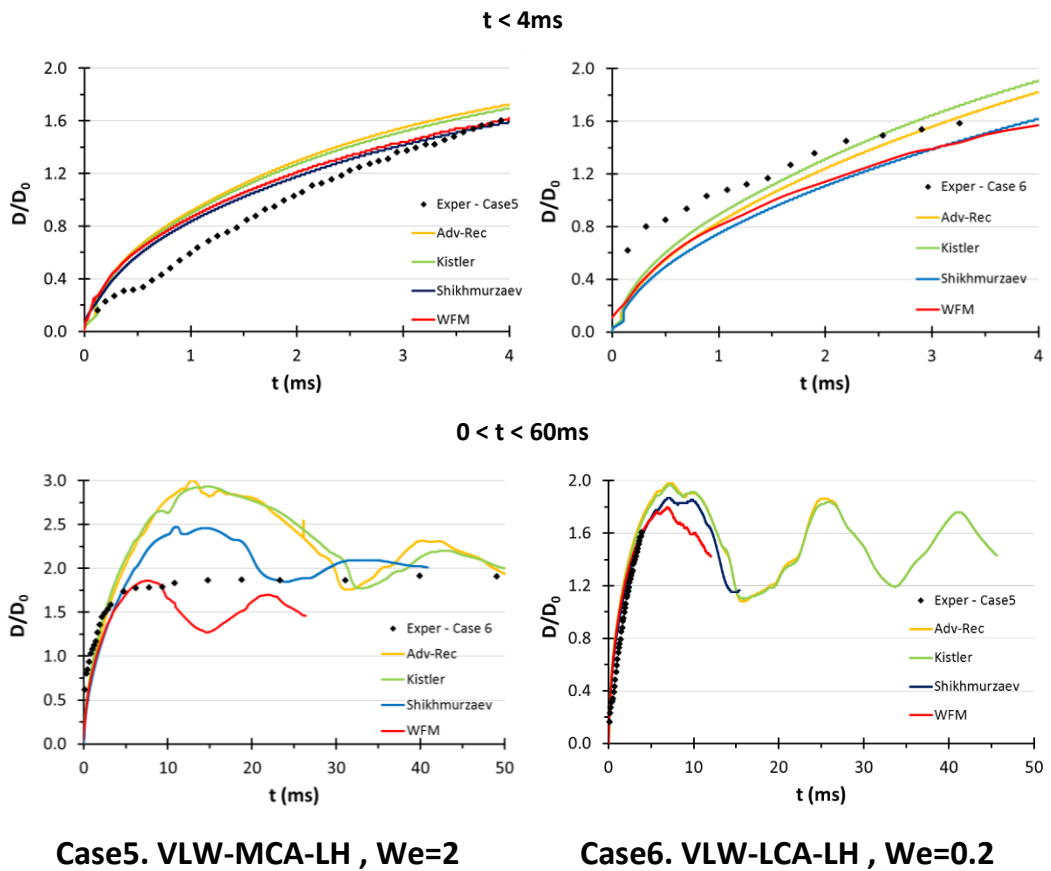 t < 4ms
D/D0
2.0
1.6
1.2
0.8
0.4
0.0
0
1
2
3
4
t (ms)
Exper - Case5
Adv-Rec
Kistler
Shikhmurzaev
WFM
D/D0
2.0
1.6
1.2
0.8
0.4
0.0
0
1
2
3
4
t (ms)
Exper - Case 6
Adv-Rec
Kistler
Shikhmurzaev
WFM
0 < t < 60ms
D/D0
3.0
2.5
2.0
1.5
1.0
0.5
0.0
0
10
20
30
40
50
t (ms)
Exper - Case 6
Adv-Rec
Kistler
Shikhmurzaev
WFM
D/D0
2.0
1.6
1.2
0.8
0.4
0.0
0
10
20
30
40
50
t (ms)
Exper - Case5
Adv-Rec
Kistler
Shikhmurzaev
WFM
Case5. VLW-MCA-LH , We=2
Case6. VLW-LCA-LH , We=0.2